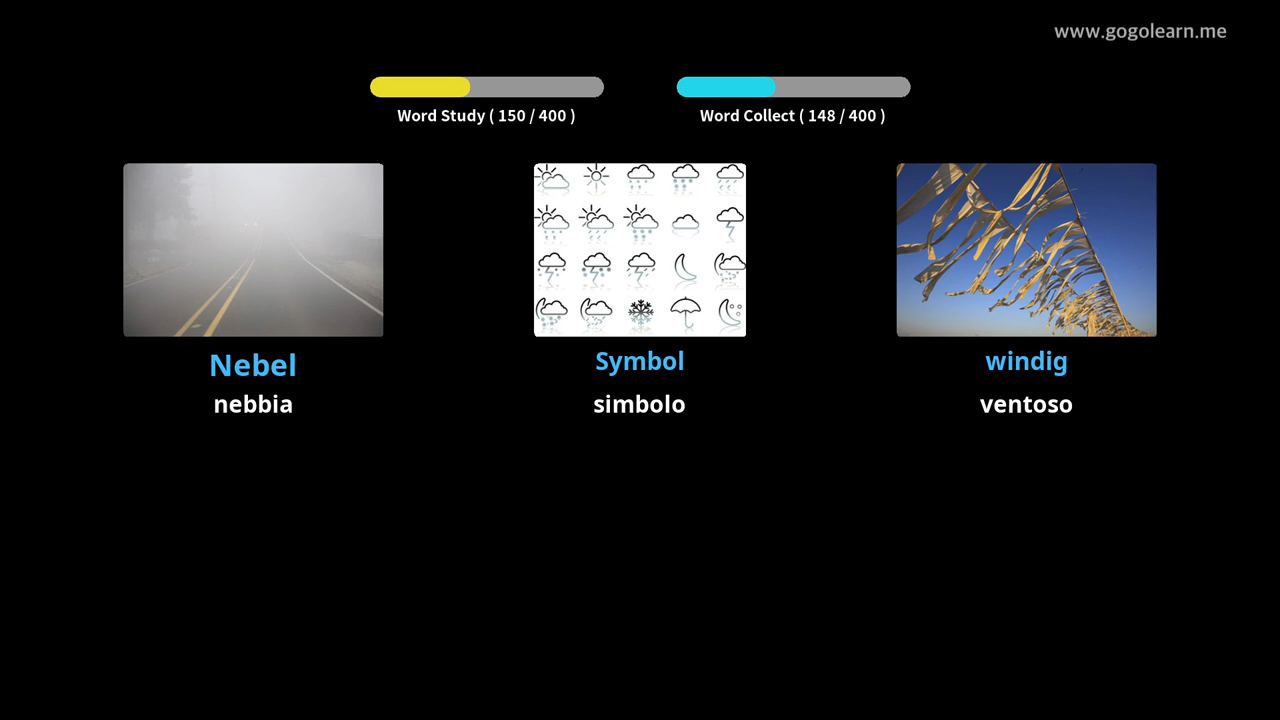 www.gogolearn.me
Word Study ( 150 / 400 )
Word Collect ( 148 / 400 )
Nebel
nebbia
Symbol
simbolo
windig
ventoso